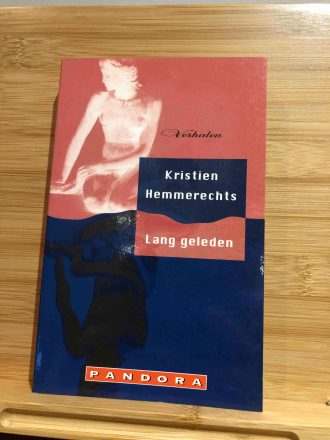 Verhalen
Kristien
Hemmerechts
Lang geleden
PANDORA